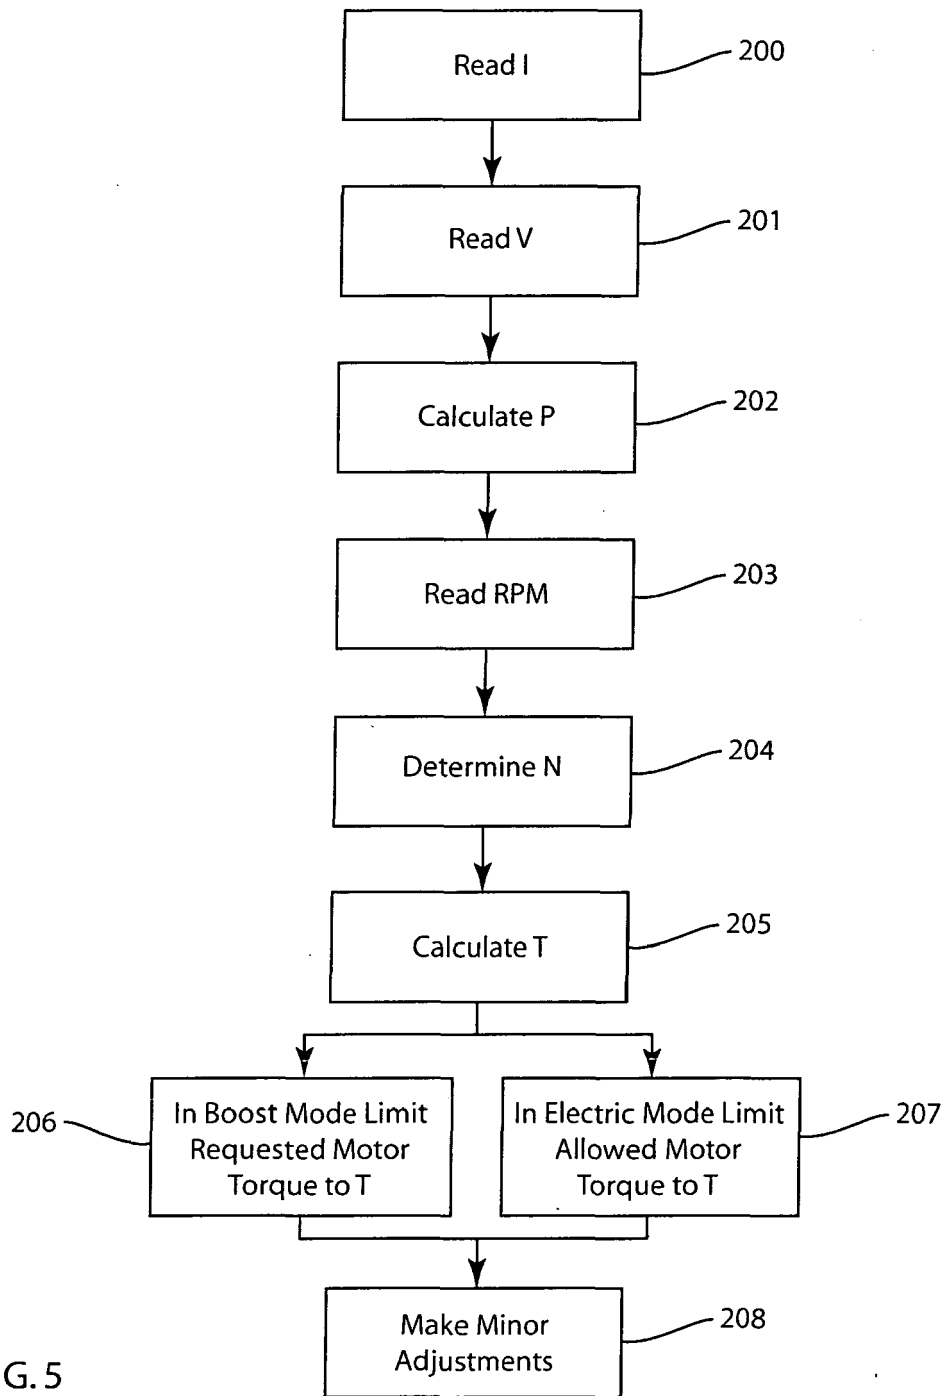 Read I
200
Read V
201
Calculate P
202
Read RPM
203
Determine N
204
Calculate T
205
206
In Boost Mode Limit
Requested Motor
Torque to T
In Electric Mode Limit
Allowed Motor
Torque to T
207
Make Minor
Adjustments
208
G. 5